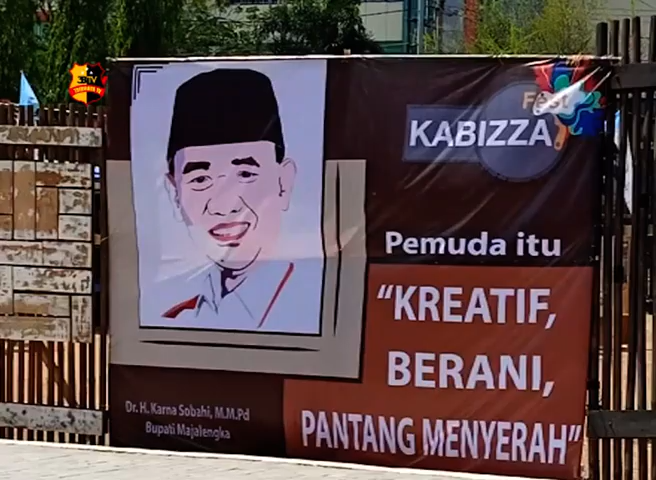 Fest
KABIZZA
Pemuda itu
"KREATIF,
BERANI,
PANTANG MENYERAH"
Dr. H. Karna Sobahi, M.M.Pd
Bupati Majalengka